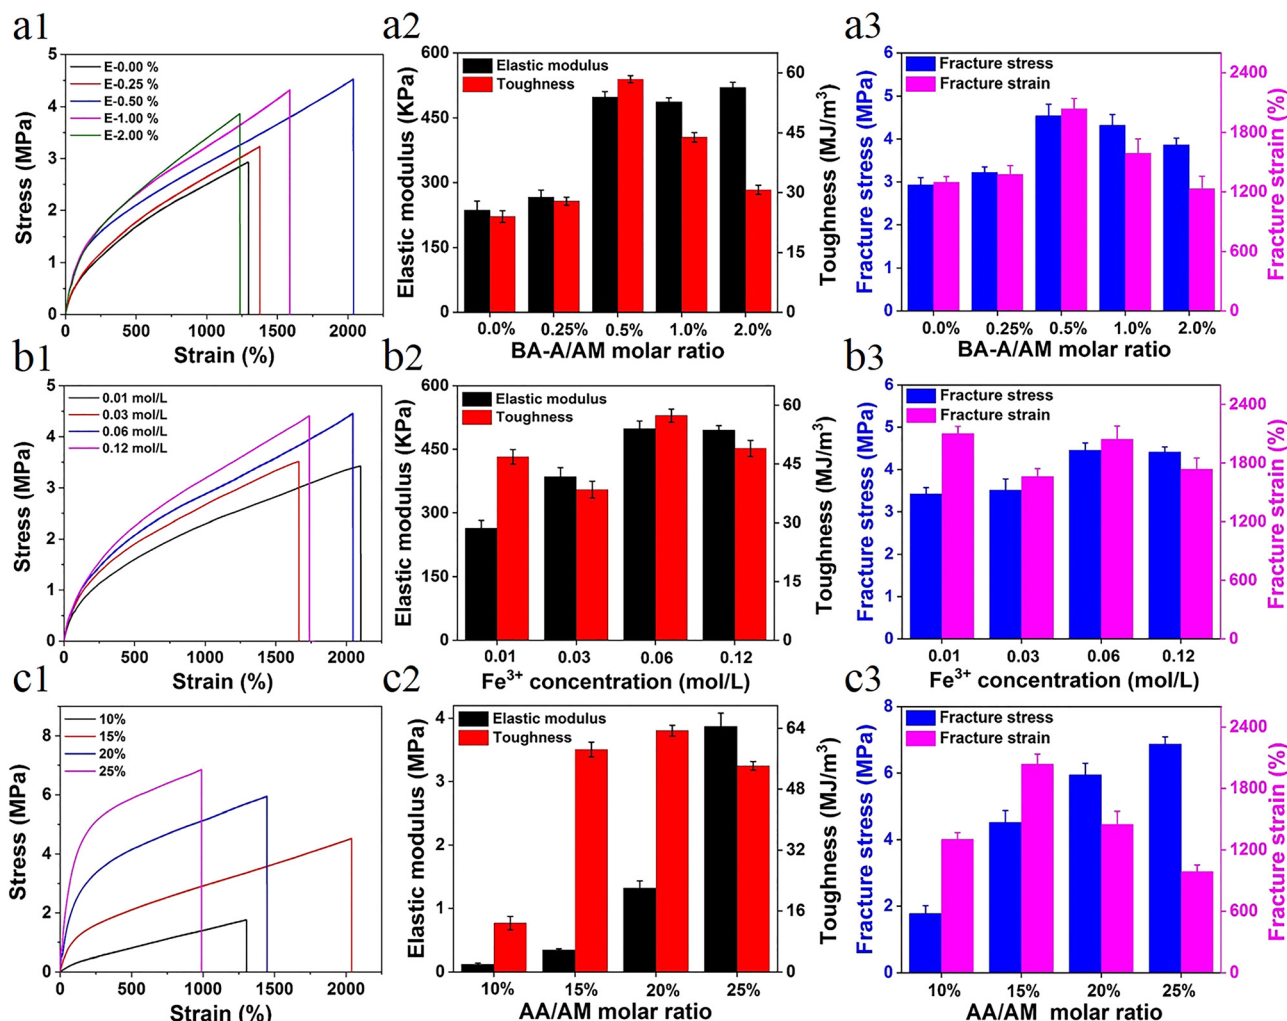 a1
E-0.00 %
E-0.25 %
E-0.50 %
E-1.00 %
E-2.00 %
Stress (MPa)
5
4
3
2
1
0
0 500 1000 1500 2000
Strain (%)
a2
Elastic modulus
Toughness
Elastic modulus (KPa)
600
450
300
150
0
60
45
30
15
0
Toughness (MJ/m³)
0.0% 0.25% 0.5% 1.0% 2.0%
BA-A/AM molar ratio
a3
Fracture stress
Fracture strain
Fracture stress (MPa)
6
5
4
3
2
1
0
2400
1800
1200
600
0
Fracture strain (%)
0.0% 0.25% 0.5% 1.0% 2.0%
BA-A/AM molar ratio
b1
0.01 mol/L
0.03 mol/L
0.06 mol/L
0.12 mol/L
Stress (MPa)
5
4
3
2
1
0
0 500 1000 1500 2000
Strain (%)
b2
Elastic modulus
Toughness
Elastic modulus (KPa)
600
450
300
150
0
60
45
30
15
0
Toughness (MJ/m³)
0.01 0.03 0.06 0.12
Fe³⁺ concentration (mol/L)
b3
Fracture stress
Fracture strain
Fracture stress (MPa)
6
5
4
3
2
1
0
2400
1800
1200
600
0
Fracture strain (%)
0.01 0.03 0.06 0.12
Fe³⁺ concentration (mol/L)
c1
10%
15%
20%
25%
Stress (MPa)
8
6
4
2
0
0 500 1000 1500 2000
Strain (%)
c2
Elastic modulus
Toughness
Elastic modulus (MPa)
4
3
2
1
0
64
48
32
16
0
Toughness (MJ/m³)
10% 15% 20% 25%
AA/AM molar ratio
c3
Fracture stress
Fracture strain
Fracture stress (MPa)
8
6
4
2
0
2400
1800
1200
600
0
Fracture strain (%)
10% 15% 20% 25%
AA/AM molar ratio